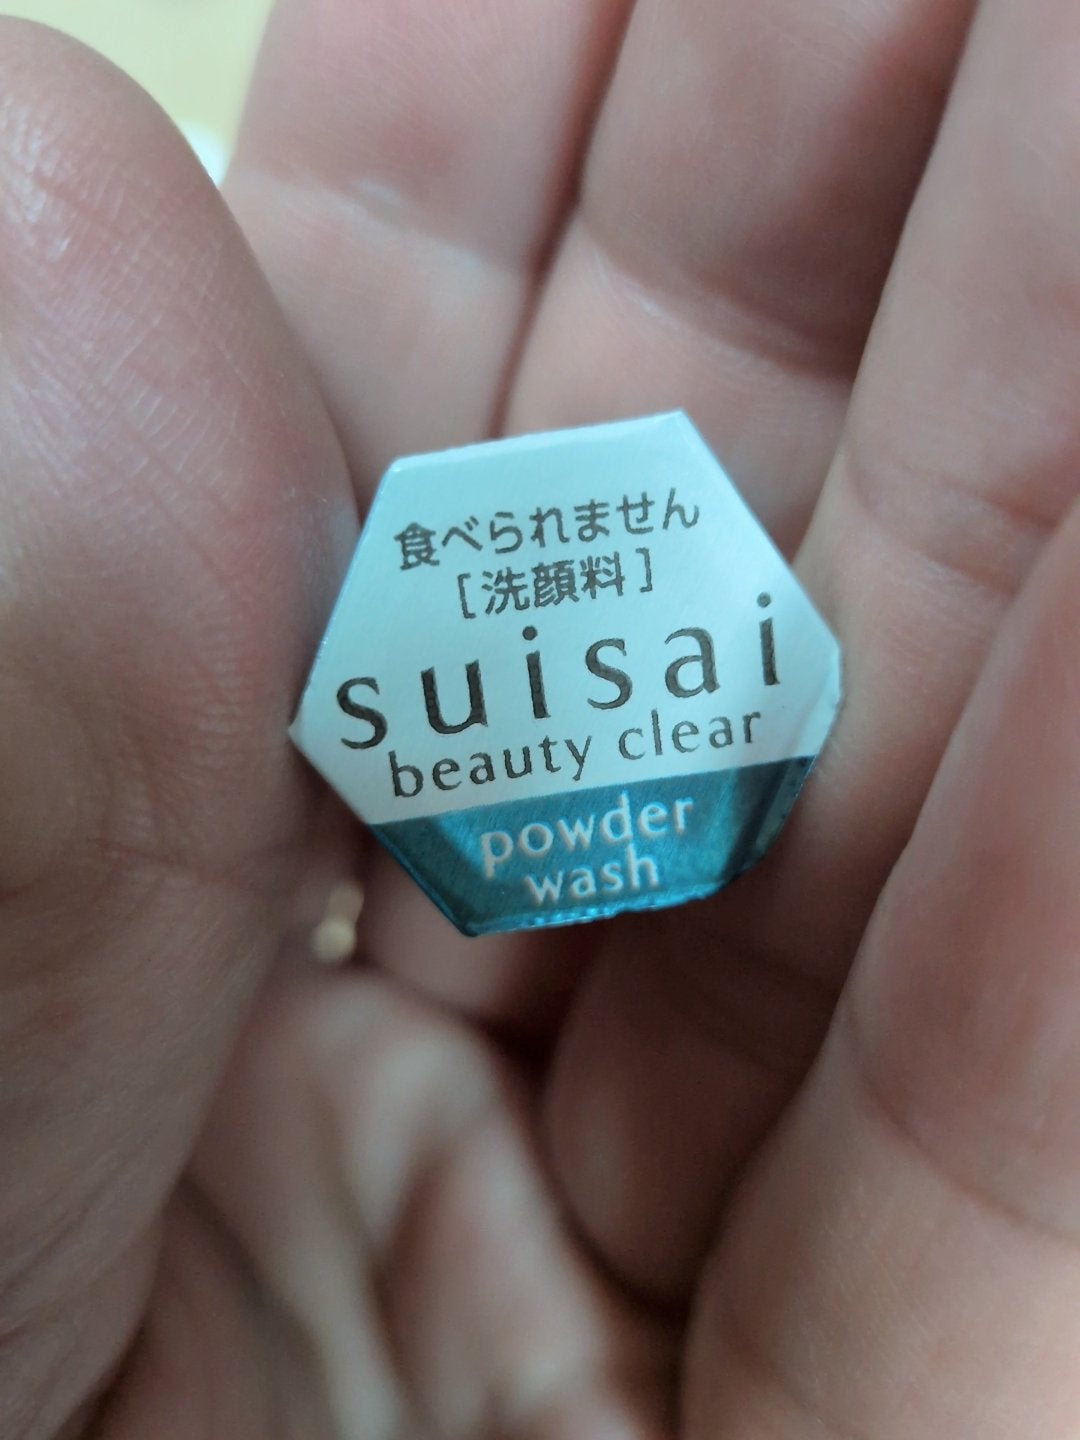 食べられません
[洗顔料]
suisai
beauty clear
powder
wash